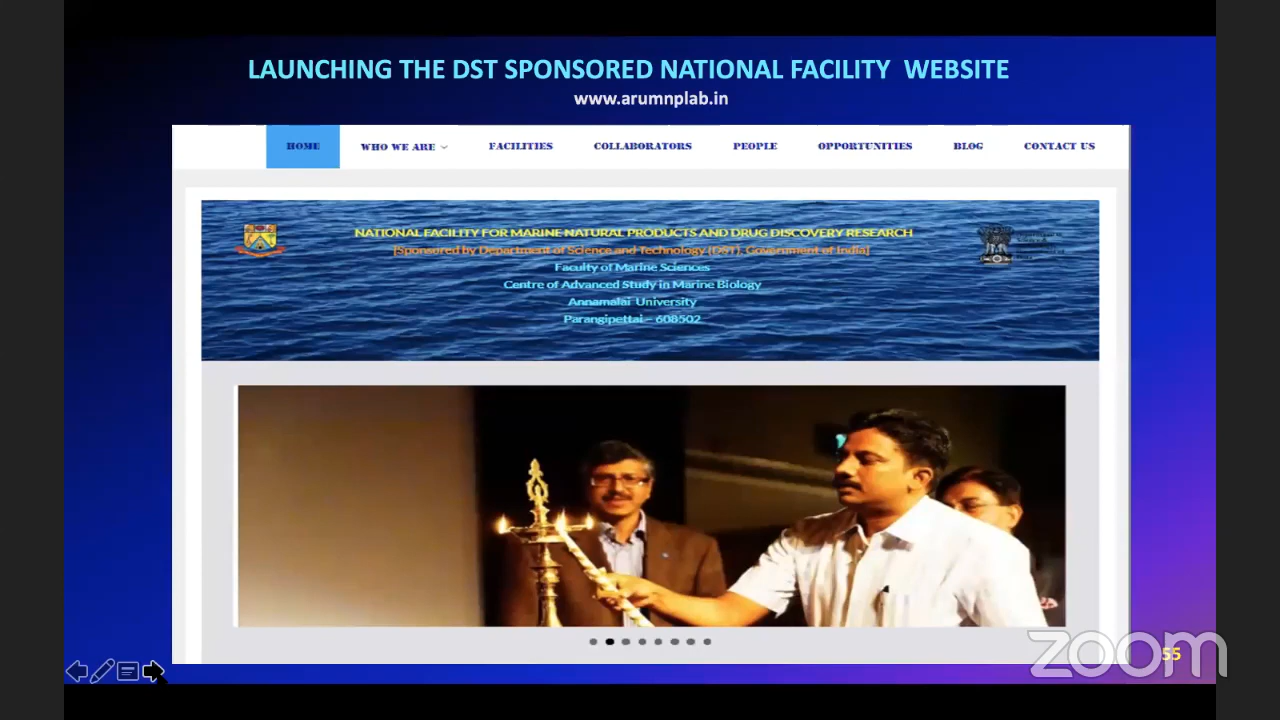 LAUNCHING THE DST SPONSORED NATIONAL FACILITY WEBSITE
www.arumnplab.in
HOME WHO WE ARE FACILITIES COLLABORATORS PEOPLE OPPORTUNITIES BLOG CONTACT US
NATIONAL FACILITY FOR MARINE NATURAL PRODUCTS AND DRUG DISCOVERY RESEARCH
[Sponsored by Department of Science and Technology (DST), Government of India]
Faculty of Marine Sciences
Centre of Advanced Study in Marine Biology
Annamalai University
Parangipettai – 608502
zoom
55